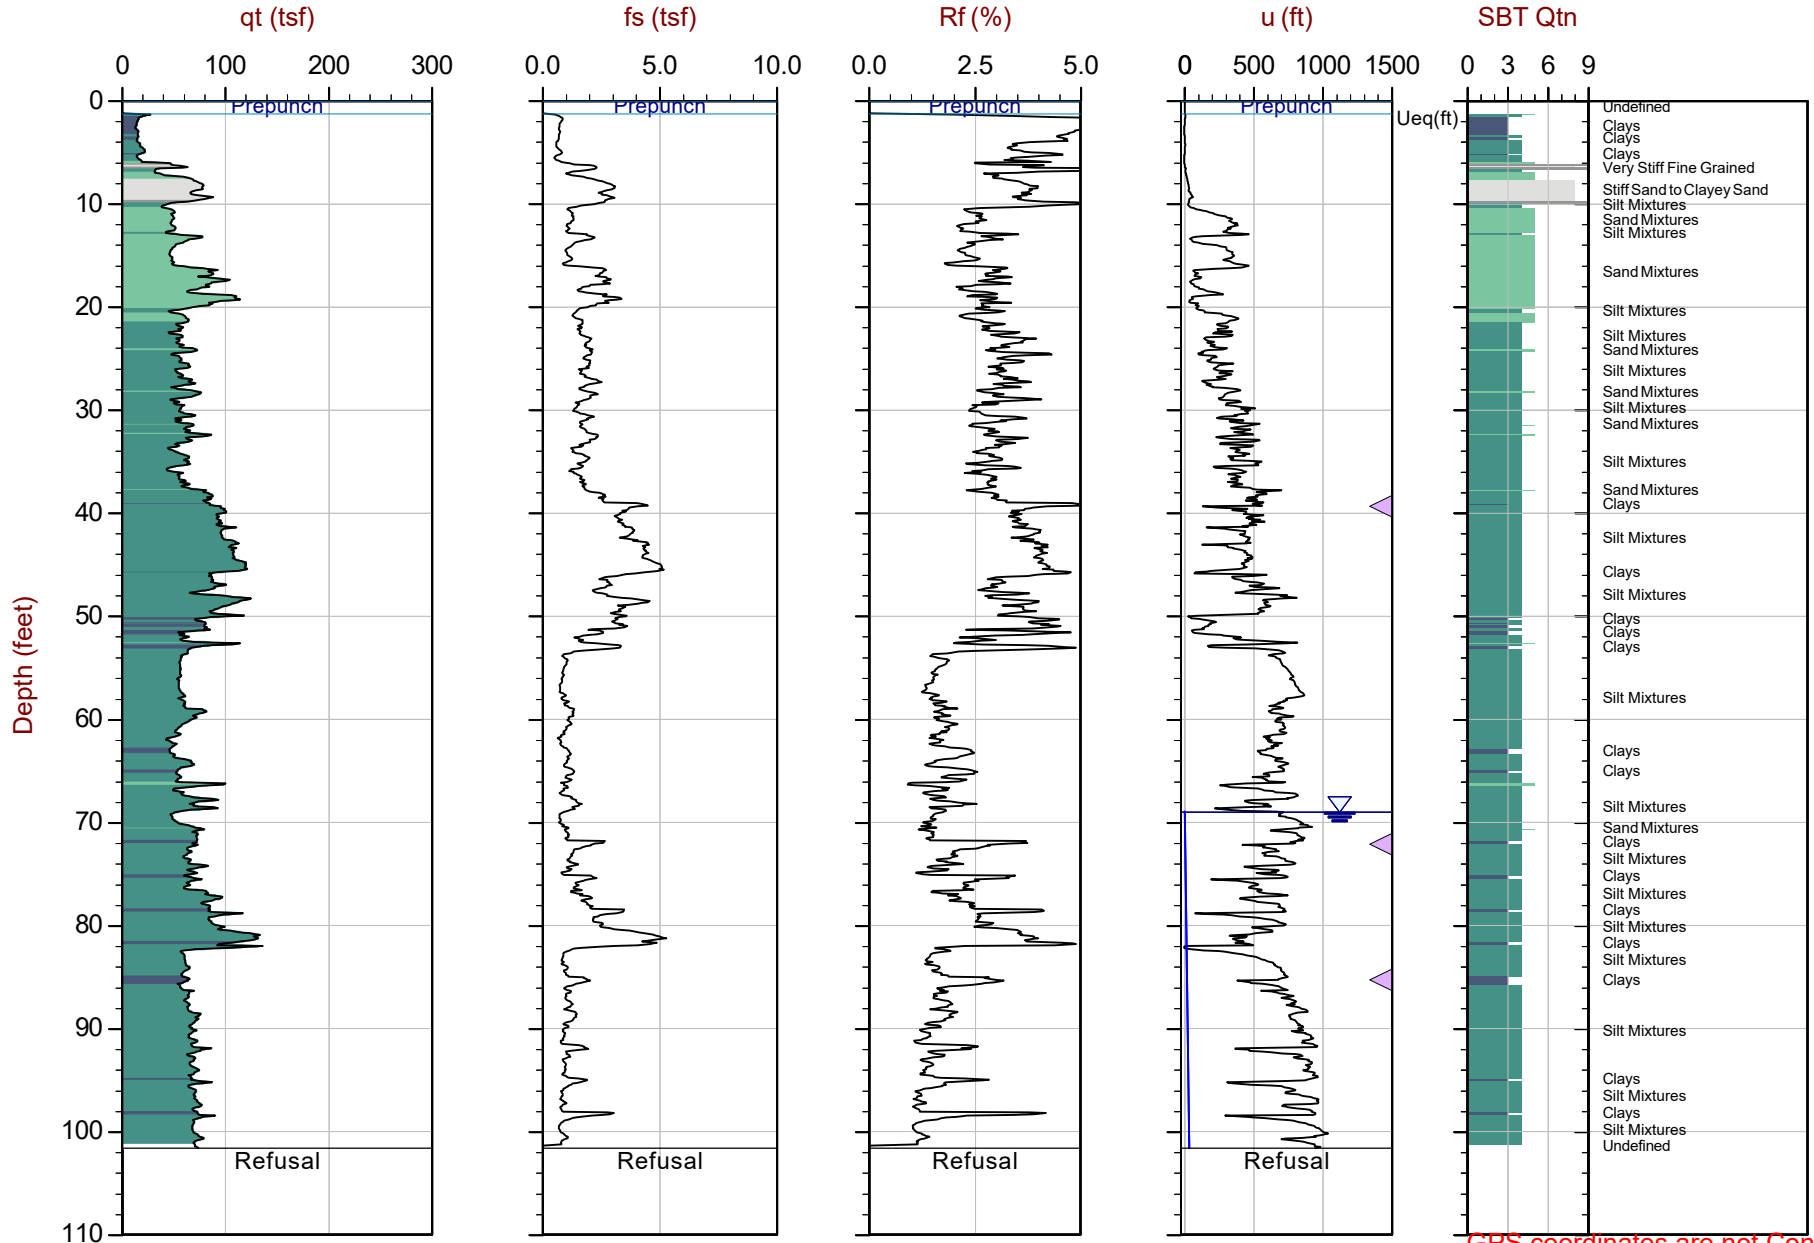 qt (tsf) fs (tsf) Rf (%) u (ft) SBT Qtn
0 100 200 300 0.0 5.0 10.0 0.0 2.5 5.0 0 500 1000 1500 0 3 6 9
Depth (feet)
0
10
20
30
40
50
60
70
80
90
100
110
Prepunch Prepunch Prepunch Prepunch
Ueq(ft)
Refusal Refusal Refusal Refusal
Undefined
Clays
Clays
Clays
Very Stiff Fine Grained
Stiff Sand to Clayey Sand
Silt Mixtures
Sand Mixtures
Silt Mixtures
Sand Mixtures
Silt Mixtures
Silt Mixtures
Sand Mixtures
Silt Mixtures
Sand Mixtures
Silt Mixtures
Sand Mixtures
Silt Mixtures
Sand Mixtures
Clays
Silt Mixtures
Clays
Silt Mixtures
Clays
Clays
Clays
Silt Mixtures
Clays
Clays
Silt Mixtures
Sand Mixtures
Clays
Silt Mixtures
Clays
Silt Mixtures
Clays
Silt Mixtures
Clays
Silt Mixtures
Clays
Silt Mixtures
Clays
Silt Mixtures
Clays
Silt Mixtures
Undefined
GPS coordinates are not Con